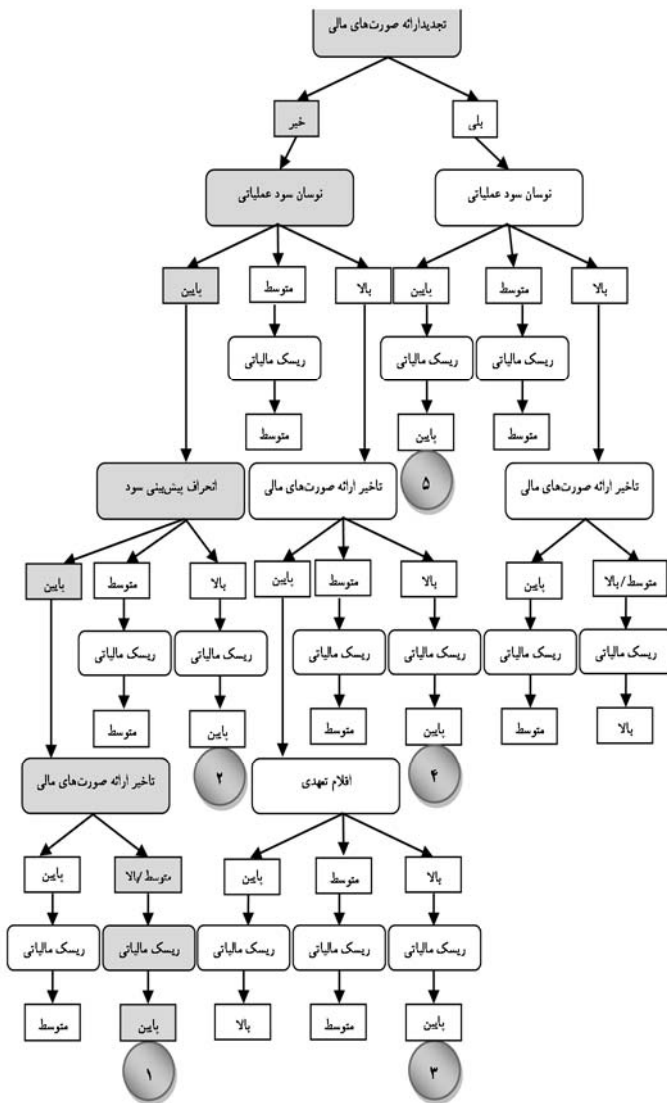 تجدیدارائه صورت‌های مالی
بلی
خیر
نوسان سود عملیاتی
نوسان سود عملیاتی
بالا
متوسط
پایین
بالا
متوسط
پایین
ریسک مالیاتی
ریسک مالیاتی
ریسک مالیاتی
متوسط
پایین
متوسط
۵
تاخیر ارائه صورت‌های مالی
تاخیر ارائه صورت‌های مالی
انحراف پیش‌بینی سود
متوسط/بالا
پایین
بالا
متوسط
پایین
بالا
متوسط
پایین
ریسک مالیاتی
ریسک مالیاتی
ریسک مالیاتی
ریسک مالیاتی
ریسک مالیاتی
ریسک مالیاتی
بالا
متوسط
پایین
متوسط
پایین
متوسط
۴
۲
اقلام تعهدی
تاخیر ارائه صورت‌های مالی
بالا
متوسط
پایین
متوسط/بالا
پایین
ریسک مالیاتی
ریسک مالیاتی
ریسک مالیاتی
ریسک مالیاتی
ریسک مالیاتی
پایین
متوسط
بالا
پایین
متوسط
۳
۱